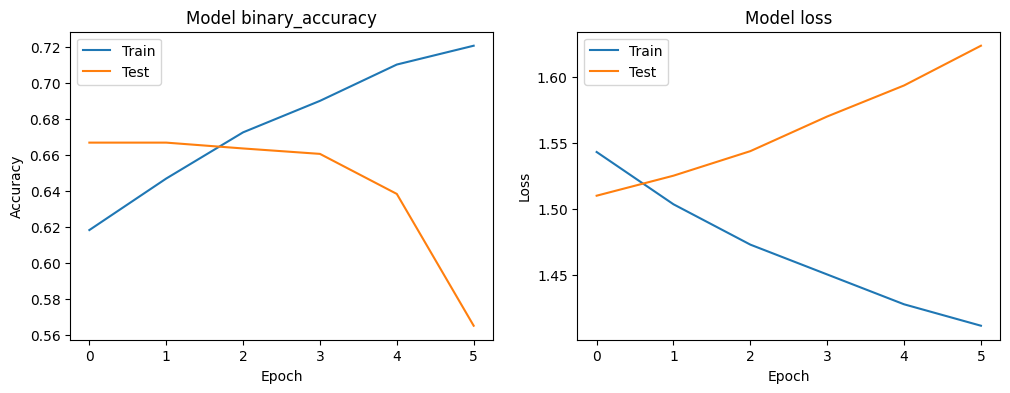 Model binary_accuracy
Train
Test
0.72
0.70
0.68
0.66
0.64
0.62
0.60
0.58
0.56
Accuracy
0 1 2 3 4 5
Epoch
Model loss
Train
Test
1.60
1.55
1.50
1.45
Loss
0 1 2 3 4 5
Epoch